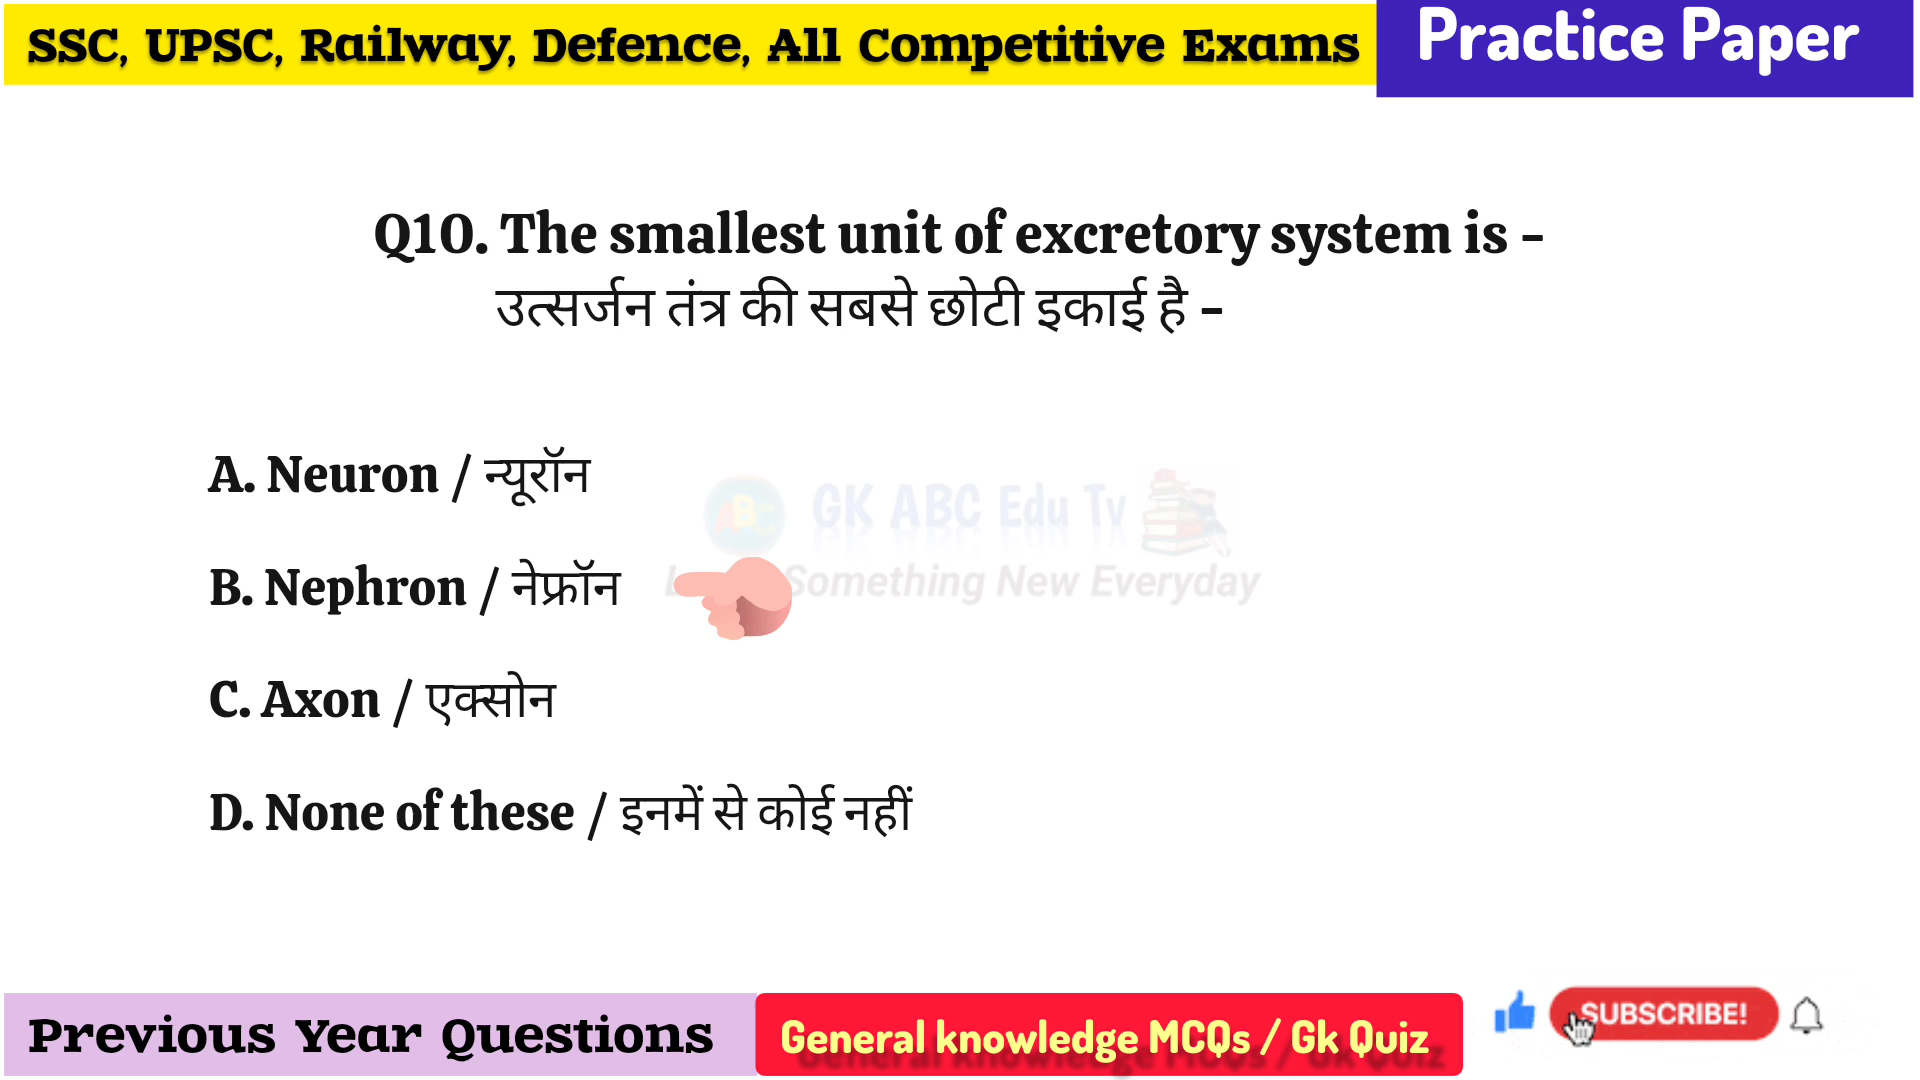 SSC, UPSC, Railway, Defence, All Competitive Exams
Practice Paper
Q10. The smallest unit of excretory system is -
उत्सर्जन तंत्र की सबसे छोटी इकाई है -
A. Neuron / न्यूरॉन
GK ABC Edu Tv
B. Nephron / नेफ्रॉन
Something New Everyday
C. Axon / एक्सोन
D. None of these / इनमें से कोई नहीं
Previous Year Questions
General knowledge MCQs / Gk Quiz
SUBSCRIBE!